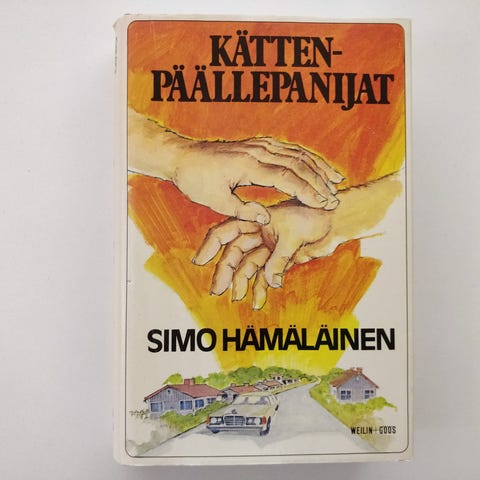 KÄTTEN-
PÄÄLLEPANIJAT
SIMO HÄMÄLÄINEN
WEILIN+GÖÖS